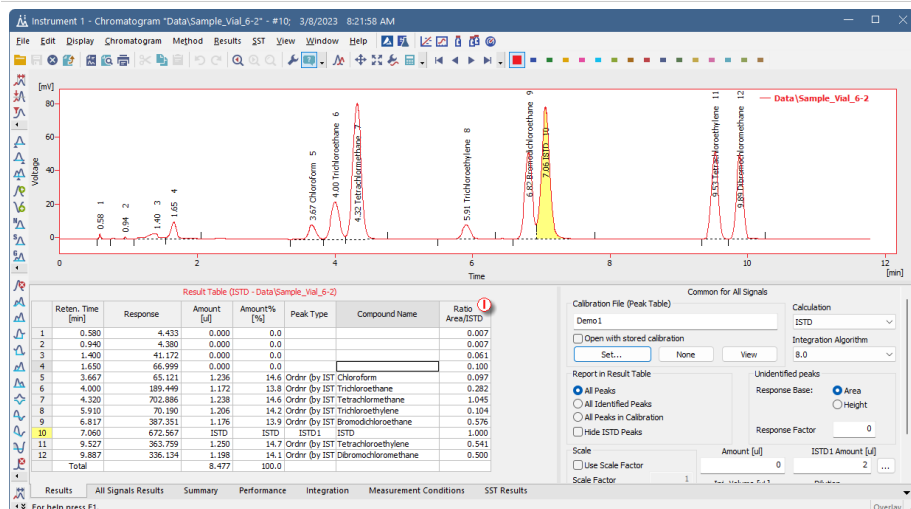 Instrument 1 - Chromatogram "Data\Sample_Vial_6-2" - #10; 3/8/2023 8:21:58 AM
File Edit Display Chromatogram Method Results SST View Window Help
[mV]
80
60
40
20
0
Voltage
0.58 1
0.94 2
1.40 3
1.65 4
3.67 Chloroform 5
4.00 Trichloroethane 6
4.32 Tetrachlormethane 7
5.91 Trichloroethylene 8
6.82 Bromodichloroethane 9
7.06 ISTD 10
9.53 Tetrachloroethylene 11
9.89 Dibromochloromethane 12
Data\Sample_Vial_6-2
0 2 4 6 8 10 12
Time
[min]
Result Table (ISTD - Data\Sample_Vial_6-2)
Reten. Time [min] Response Amount [ul] Amount% [%] Peak Type Compound Name Ratio Area/ISTD
1
1 0.580 4.433 0.000 0.0 0.007
2 0.940 4.380 0.000 0.0 0.007
3 1.400 41.172 0.000 0.0 0.061
4 1.650 66.999 0.000 0.0 0.100
5 3.667 65.121 1.236 14.6 Ordnr (by IST Chloroform 0.097
6 4.000 189.449 1.172 13.8 Ordnr (by IST Trichloroethane 0.282
7 4.320 702.886 1.238 14.6 Ordnr (by IST Tetrachlormethane 1.045
8 5.910 70.190 1.206 14.2 Ordnr (by IST Trichloroethylene 0.104
9 6.817 387.351 1.176 13.9 Ordnr (by IST Bromodichloroethane 0.576
10 7.060 672.567 ISTD ISTD ISTD1 ISTD 1.000
11 9.527 363.759 1.250 14.7 Ordnr (by IST Tetrachloroethylene 0.541
12 9.887 336.134 1.198 14.1 Ordnr (by IST Dibromochloromethane 0.500
Total 8.477 100.0
Common for All Signals
Calibration File (Peak Table)
Demo1
Open with stored calibration
Set... None View
Calculation
ISTD
Integration Algorithm
8.0
Report in Result Table
All Peaks
All Identified Peaks
All Peaks in Calibration
Hide ISTD Peaks
Unidentified peaks
Response Base: Area
Height
Response Factor 0
Scale
Use Scale Factor
Scale Factor 1
Amount [ul] ISTD1 Amount [ul]
0 2 ...
Results All Signals Results Summary Performance Integration Measurement Conditions SST Results
For help press F1.
Overlay